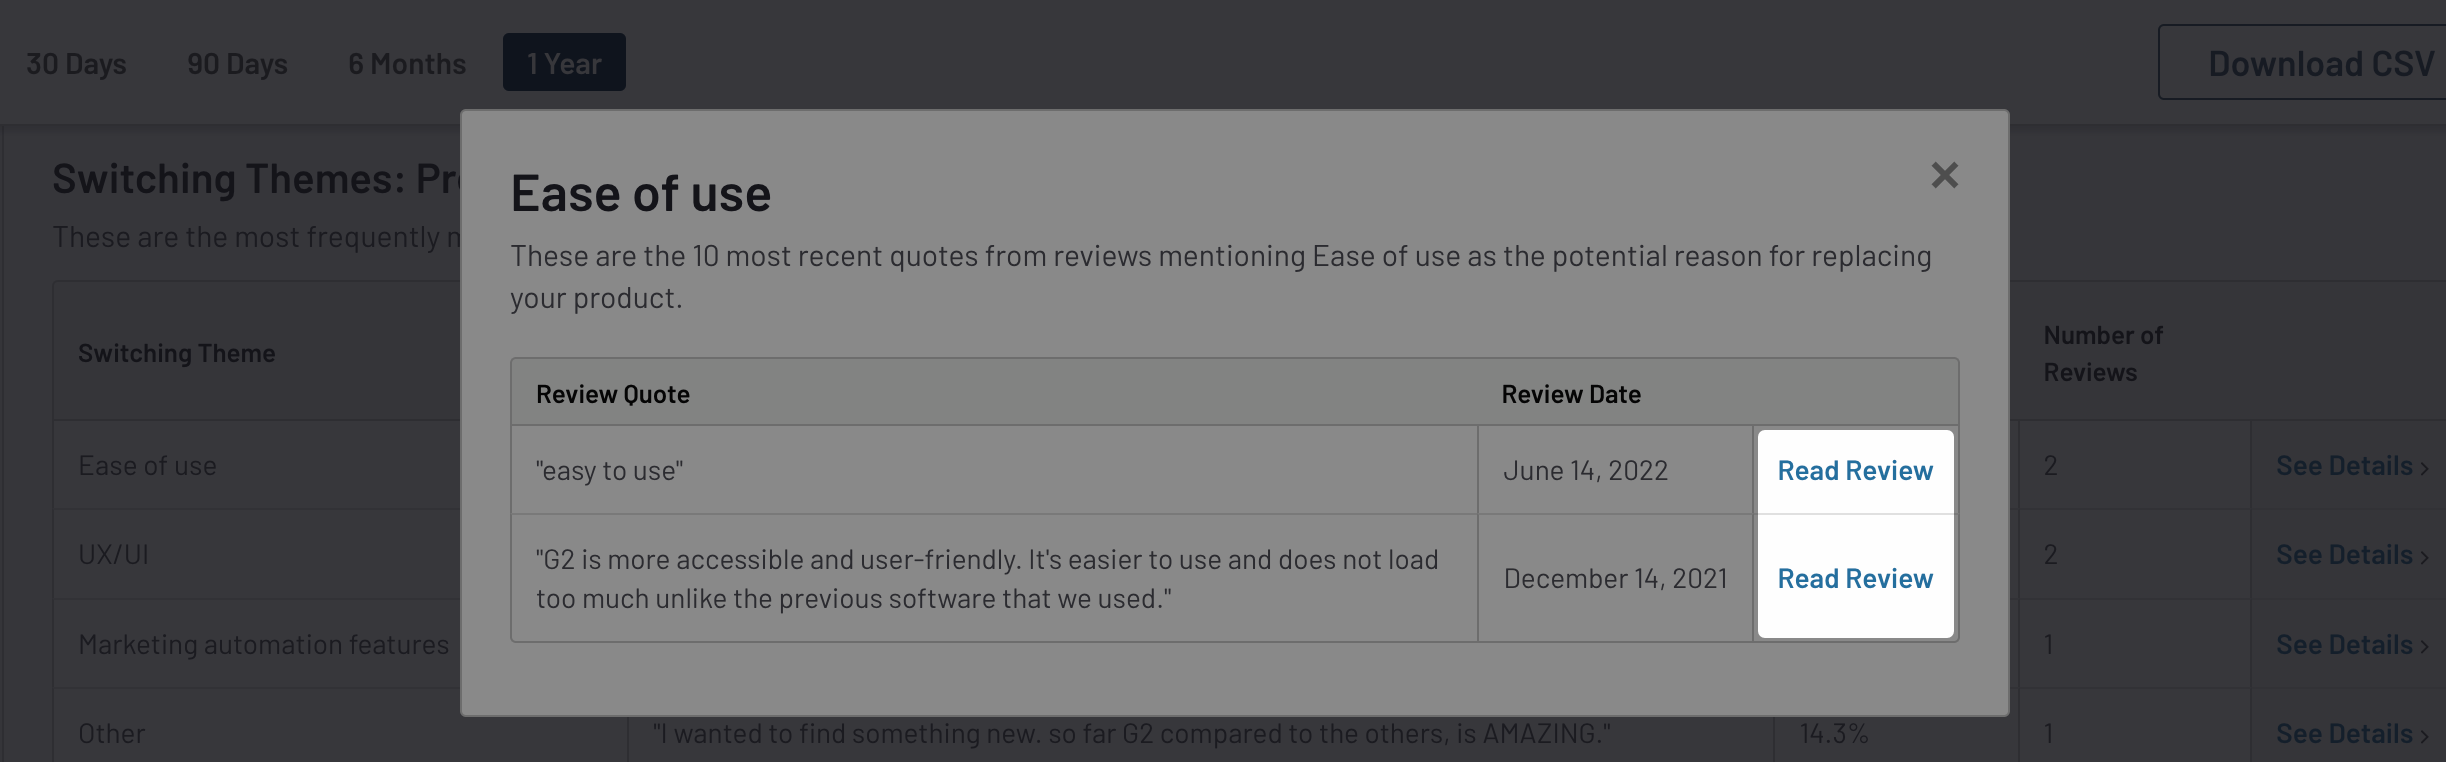 30 Days 90 Days 6 Months 1 Year Download CSV
Switching Themes:
These are the most frequently
Ease of use
These are the 10 most recent quotes from reviews mentioning Ease of use as the potential reason for replacing
your product.
Review Quote Review Date
"easy to use" June 14, 2022 Read Review
"G2 is more accessible and user-friendly. It's easier to use and does not load
too much unlike the previous software that we used." December 14, 2021 Read Review
Switching Theme Number of
Reviews
Ease of use 2 See Details ›
UX/UI 2 See Details ›
Marketing automation features 1 See Details ›
Other "I wanted to find something new. so far G2 compared to the others, is AMAZING." 14.3% 1 See Details ›